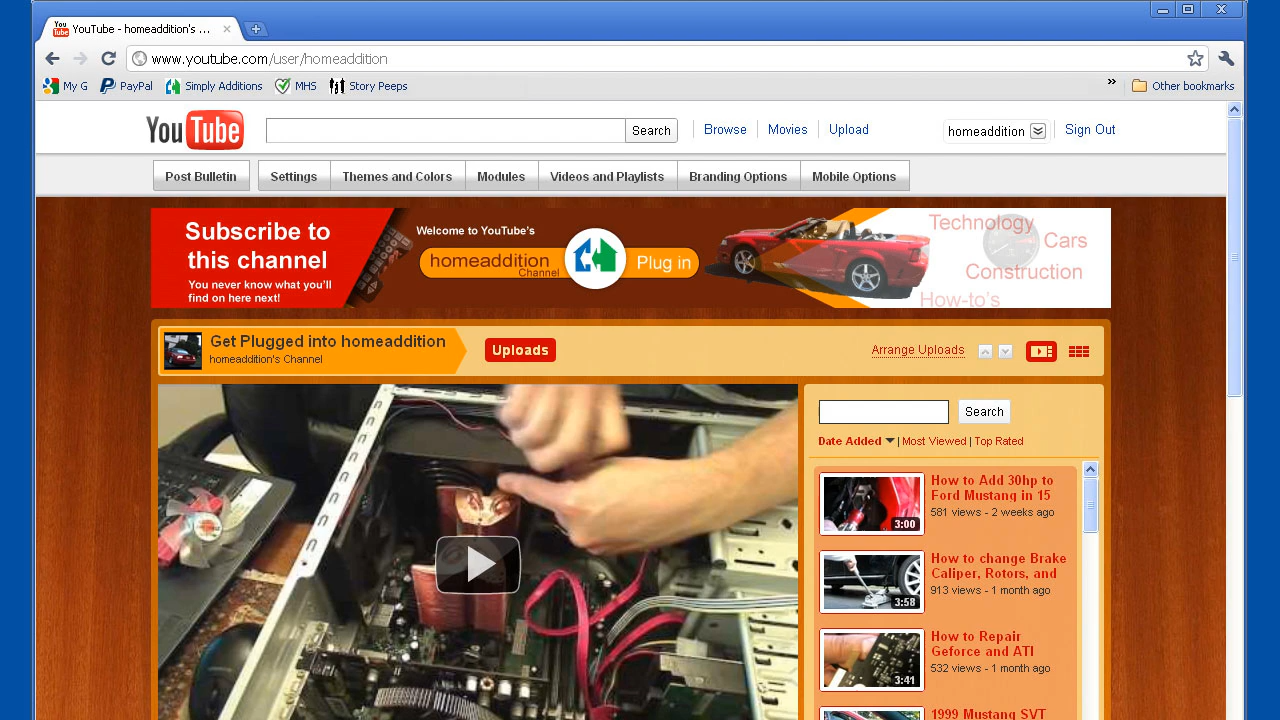 You Tube YouTube - homeaddition's ...
www.youtube.com/user/homeaddition
My G PayPal Simply Additions MHS Story Peeps » Other bookmarks
You Tube Search Browse Movies Upload homeaddition Sign Out
Post Bulletin Settings Themes and Colors Modules Videos and Playlists Branding Options Mobile Options
Subscribe to
this channel
You never know what you'll
find on here next!
Welcome to YouTube's
homeaddition
Channel
Plug in
Technology
Cars
Construction
How-to's
Get Plugged into homeaddition
homeaddition's Channel
Uploads
Arrange Uploads
Search
Date Added | Most Viewed | Top Rated
How to Add 30hp to
Ford Mustang in 15
581 views - 2 weeks ago
3:00
How to change Brake
Caliper, Rotors, and
913 views - 1 month ago
3:58
How to Repair
Geforce and ATI
532 views - 1 month ago
3:41
1999 Mustang SVT